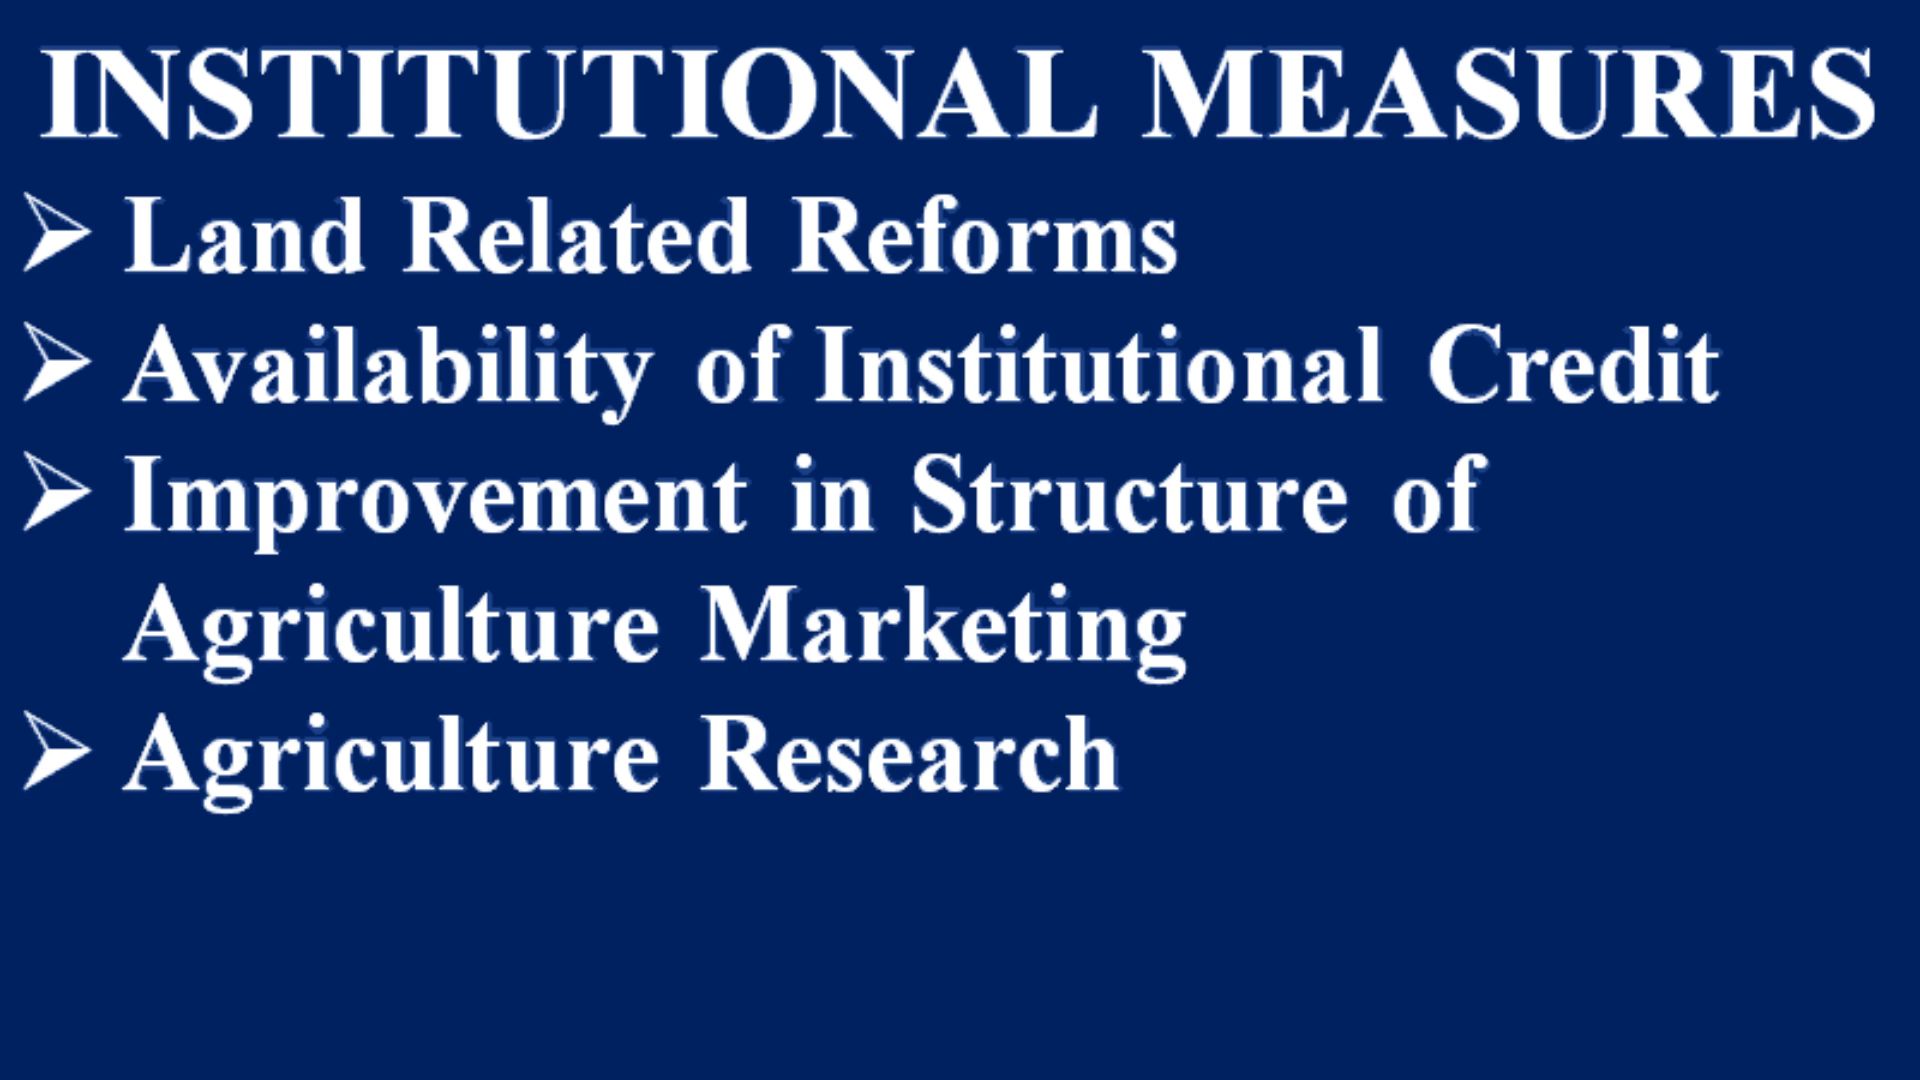 INSTITUTIONAL MEASURES
➢ Land Related Reforms
➢ Availability of Institutional Credit
➢ Improvement in Structure of
Agriculture Marketing
➢ Agriculture Research